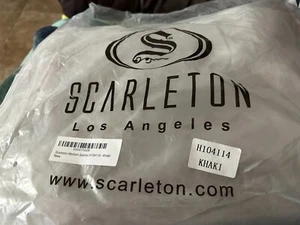 S
SCARLETON
Los Angeles
H104114
KHAKI
www.scarleton.com